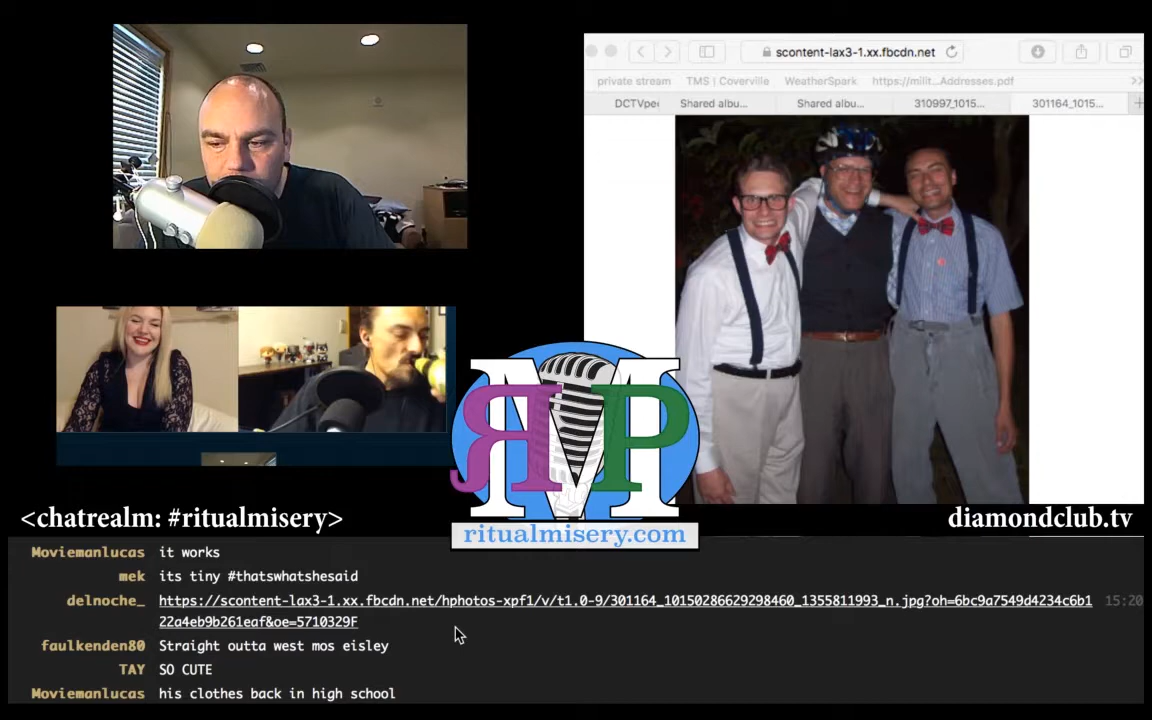 scontent-lax3-1.xx.fbcdn.net
private stream TMS | Coverville WeatherSpark https://milit...Addresses.pdf
DCTVpe Shared albu... Shared albu... 310997_1015... 301164_1015...
RMP
ritualmisery.com
<chatrealm: #ritualmisery>
diamondclub.tv
Moviemanlucas it works
mek its tiny #thatswhatshesaid
delnoche_ https://scontent-lax3-1.xx.fbcdn.net/hphotos-xpf1/v/t1.0-9/301164_10150286629298460_1355811993_n.jpg?oh=6bc9a7549d4234c6b1 15:20
22a4eb9b261eaf&oe=5710329F
faulkenden80 Straight outta west mos eisley
TAY SO CUTE
Moviemanlucas his clothes back in high school